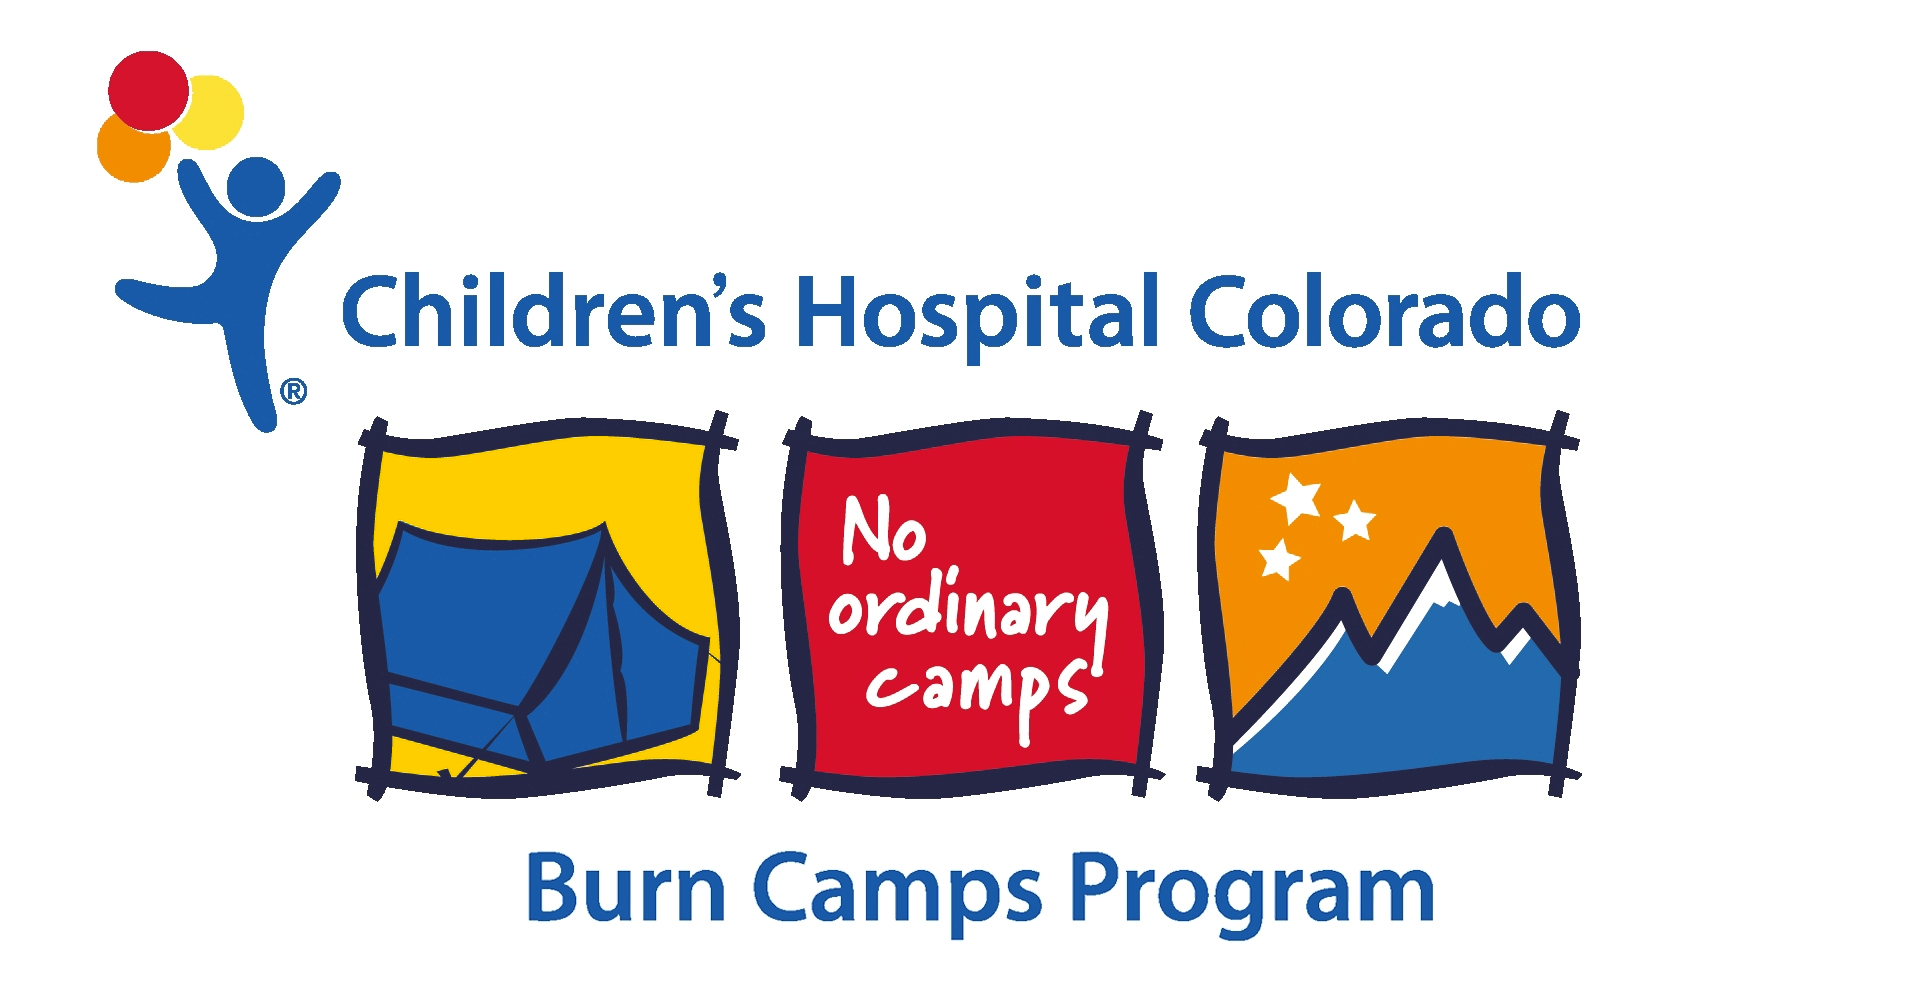 Children’s Hospital Colorado
®
No
ordinary
camps
Burn Camps Program